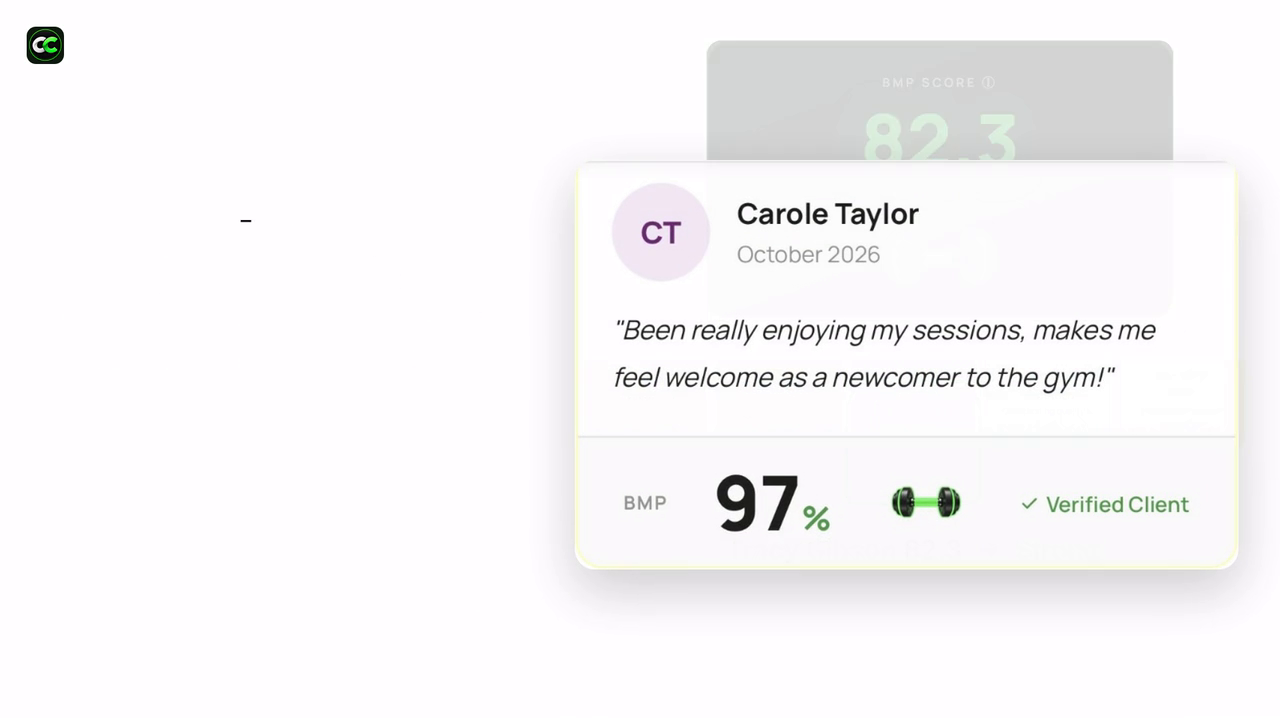 CC
BMP SCORE ⓘ
82.3
–
CT
Carole Taylor
October 2026
"Been really enjoying my sessions, makes me
feel welcome as a newcomer to the gym!"
BMP 97% ✓ Verified Client